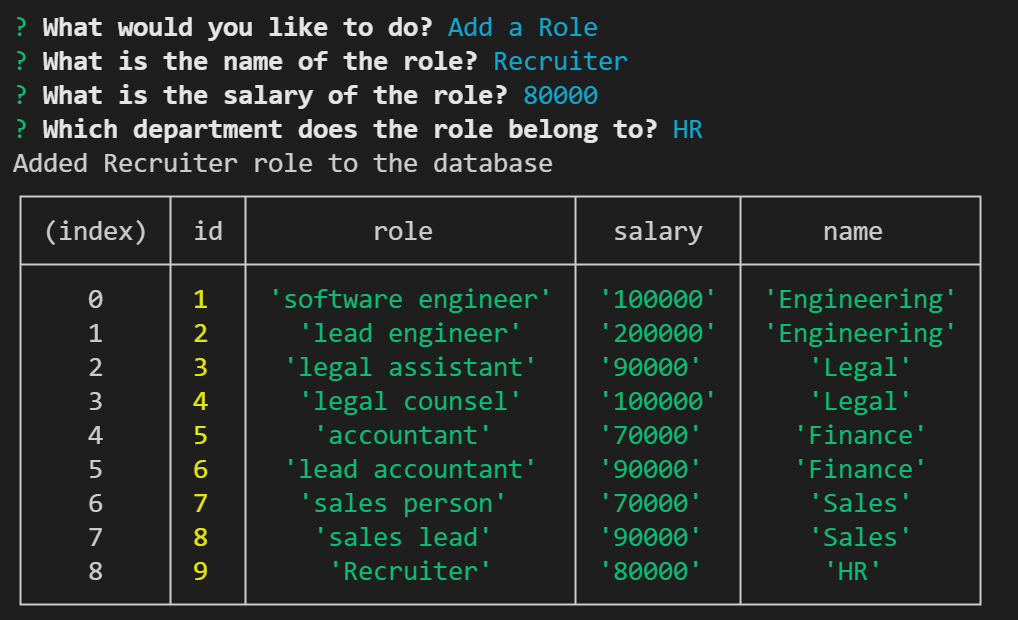 ? What would you like to do? Add a Role
? What is the name of the role? Recruiter
? What is the salary of the role? 80000
? Which department does the role belong to? HR
Added Recruiter role to the database
(index) id role salary name
0 1 'software engineer' '100000' 'Engineering'
1 2 'lead engineer' '200000' 'Engineering'
2 3 'legal assistant' '90000' 'Legal'
3 4 'legal counsel' '100000' 'Legal'
4 5 'accountant' '70000' 'Finance'
5 6 'lead accountant' '90000' 'Finance'
6 7 'sales person' '70000' 'Sales'
7 8 'sales lead' '90000' 'Sales'
8 9 'Recruiter' '80000' 'HR'